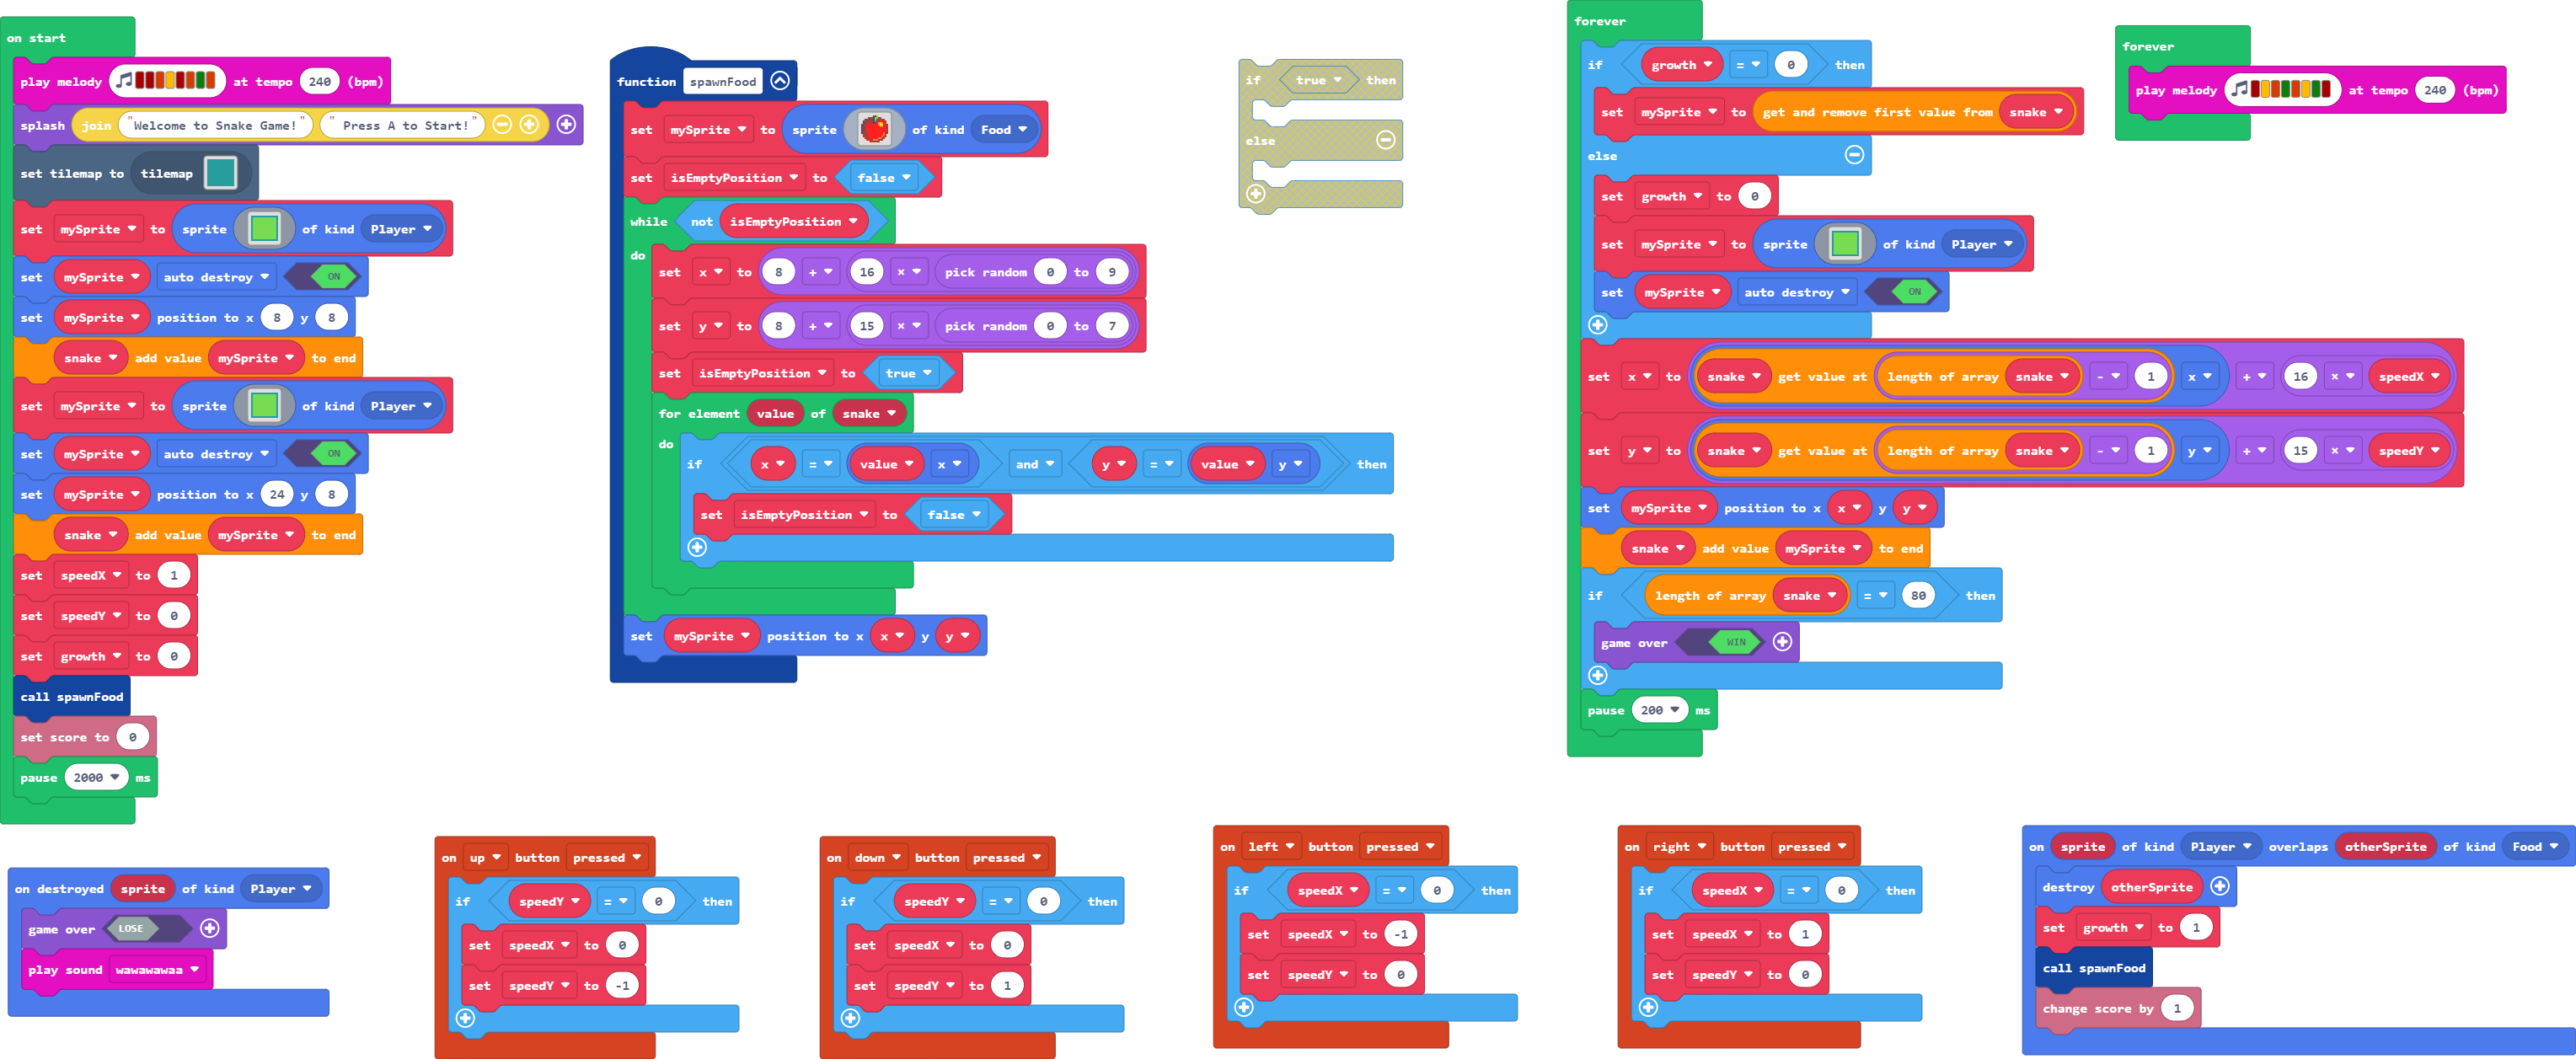 on start
play melody at tempo 240 (bpm)
splash join "Welcome to Snake Game!" " Press A to Start!"
set tilemap to tilemap
set mySprite to sprite of kind Player
set mySprite auto destroy ON
set mySprite position to x 8 y 8
snake add value mySprite to end
set mySprite to sprite of kind Player
set mySprite auto destroy ON
set mySprite position to x 24 y 8
snake add value mySprite to end
set speedX to 1
set speedY to 0
set growth to 0
call spawnFood
set score to 0
pause 2000 ms
function spawnFood
set mySprite to sprite of kind Food
set isEmptyPosition to false
while not isEmptyPosition
do
set x to 8 + 16 × pick random 0 to 9
set y to 8 + 15 × pick random 0 to 7
set isEmptyPosition to true
for element value of snake
do
if x = value x and y = value y then
set isEmptyPosition to false
set mySprite position to x x y y
if true then
else
forever
if growth = 0 then
set mySprite to get and remove first value from snake
else
set growth to 0
set mySprite to sprite of kind Player
set mySprite auto destroy ON
set x to snake get value at length of array snake - 1 x + 16 × speedX
set y to snake get value at length of array snake - 1 y + 15 × speedY
set mySprite position to x x y y
snake add value mySprite to end
if length of array snake = 80 then
game over WIN
pause 200 ms
forever
play melody at tempo 240 (bpm)
on destroyed sprite of kind Player
game over LOSE
play sound wawawawaa
on up button pressed
if speedY = 0 then
set speedX to 0
set speedY to -1
on down button pressed
if speedY = 0 then
set speedX to 0
set speedY to 1
on left button pressed
if speedX = 0 then
set speedX to -1
set speedY to 0
on right button pressed
if speedX = 0 then
set speedX to 1
set speedY to 0
on sprite of kind Player overlaps otherSprite of kind Food
destroy otherSprite
set growth to 1
call spawnFood
change score by 1